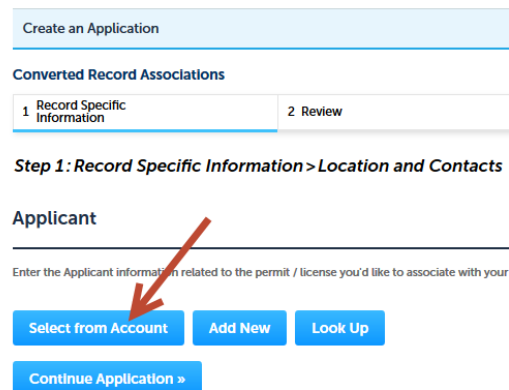 Create an Application
Converted Record Associations
1 Record Specific Information
2 Review
Step 1: Record Specific Information > Location and Contacts
Applicant
Enter the Applicant information related to the permit / license you'd like to associate with your
Select from Account
Add New
Look Up
Continue Application »